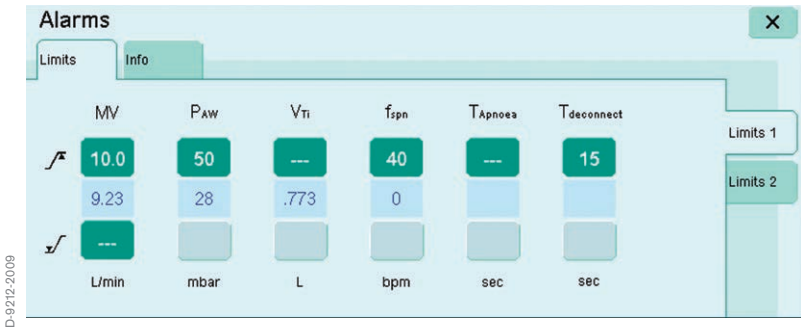 Alarms
X
Limits
Info
MV PAW VTi fspn TApnoea Tdeconnect
10.0 50 --- 40 --- 15
9.23 28 .773 0
---
L/min mbar L bpm sec sec
Limits 1
Limits 2
D-9212-2009